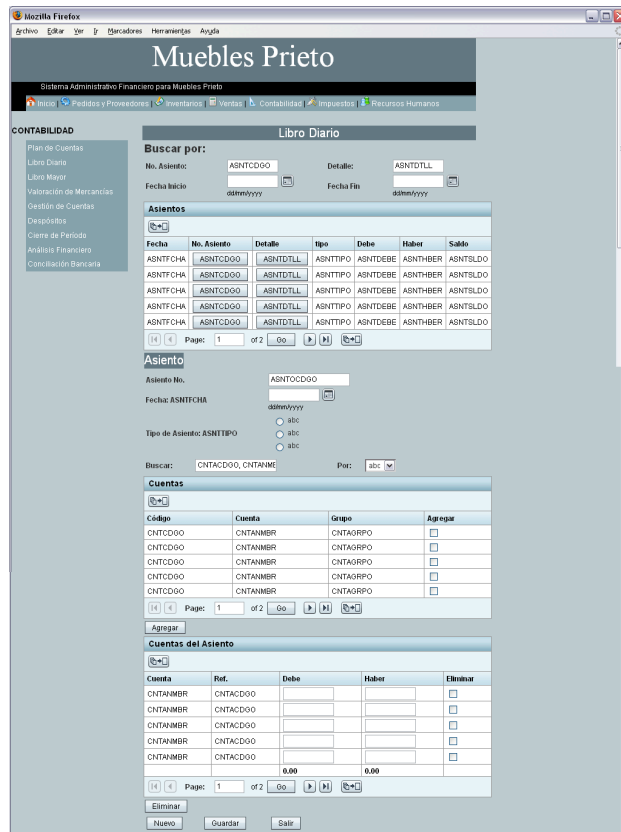 Mozilla Firefox
Archivo Editar Ver Ir Marcadores Herramientas Ayuda
Muebles Prieto
Sistema Administrativo Financiero para Muebles Prieto
Inicio | Pedidos y Proveedores | Inventarios | Ventas | Contabilidad | Impuestos | Recursos Humanos
CONTABILIDAD
Plan de Cuentas
Libro Diario
Libro Mayor
Valoración de Mercancías
Gestión de Cuentas
Despósitos
Cierre de Período
Análisis Financiero
Conciliación Bancaria
Libro Diario
Buscar por:
No. Asiento: ASNTCDGO Detalle: ASNTDTLL
Fecha Inicio Fecha Fin
dd/mm/yyyy dd/mm/yyyy
Asientos
Fecha No. Asiento Detalle tipo Debe Haber Saldo
ASNTFCHA ASNTCDGO ASNTDTLL ASNTTIPO ASNTDEBE ASNTHBER ASNTSLDO
ASNTFCHA ASNTCDGO ASNTDTLL ASNTTIPO ASNTDEBE ASNTHBER ASNTSLDO
ASNTFCHA ASNTCDGO ASNTDTLL ASNTTIPO ASNTDEBE ASNTHBER ASNTSLDO
ASNTFCHA ASNTCDGO ASNTDTLL ASNTTIPO ASNTDEBE ASNTHBER ASNTSLDO
ASNTFCHA ASNTCDGO ASNTDTLL ASNTTIPO ASNTDEBE ASNTHBER ASNTSLDO
Page: 1 of 2 Go
Asiento
Asiento No. ASNTOCDGO
Fecha: ASNTFCHA
dd/mm/yyyy
abc
Tipo de Asiento: ASNTTIPO abc
abc
Buscar: CNTACDGO, CNTANME Por: abc
Cuentas
Código Cuenta Grupo Agregar
CNTCDGO CNTANMBR CNTAGRPO
CNTCDGO CNTANMBR CNTAGRPO
CNTCDGO CNTANMBR CNTAGRPO
CNTCDGO CNTANMBR CNTAGRPO
CNTCDGO CNTANMBR CNTAGRPO
Page: 1 of 2 Go
Agregar
Cuentas del Asiento
Cuenta Ref. Debe Haber Eliminar
CNTANMBR CNTACDGO
CNTANMBR CNTACDGO
CNTANMBR CNTACDGO
CNTANMBR CNTACDGO
CNTANMBR CNTACDGO
0.00 0.00
Page: 1 of 2 Go
Eliminar
Nuevo Guardar Salir